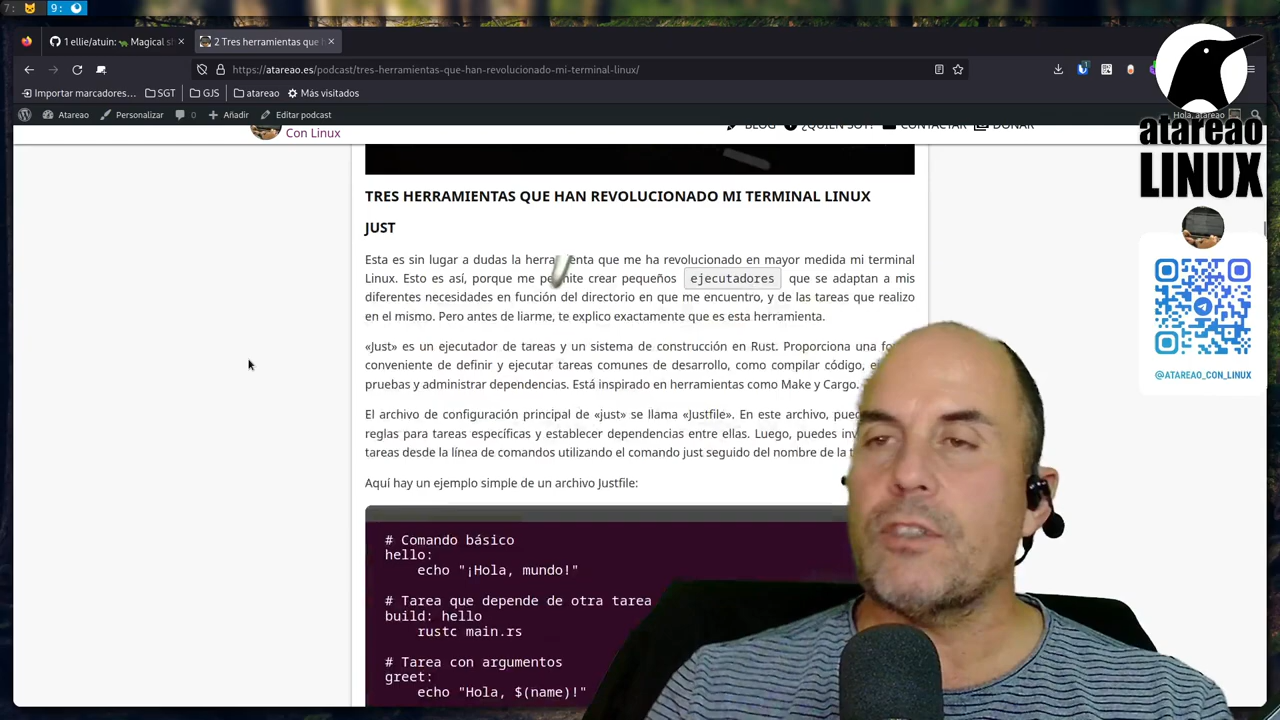 7:
9:
1 ellie/atuin: Magical sh
2 Tres herramientas que h
https://atareao.es/podcast/tres-herramientas-que-han-revolucionado-mi-terminal-linux/
Importar marcadores…
SGT
GJS
atareao
Más visitados
Atareao
Personalizar
0
Añadir
Editar podcast
Hola, atareao
Con Linux
BLOG
¿QUIÉN SOY?
CONTACTAR
DONAR
atareao
LINUX
@ATAREAO_CON_LINUX
TRES HERRAMIENTAS QUE HAN REVOLUCIONADO MI TERMINAL LINUX
JUST
Esta es sin lugar a dudas la herramienta que me ha revolucionado en mayor medida mi terminal
Linux. Esto es así, porque me permite crear pequeños ejecutadores que se adaptan a mis
diferentes necesidades en función del directorio en que me encuentro, y de las tareas que realizo
en el mismo. Pero antes de liarme, te explico exactamente que es esta herramienta.
«Just» es un ejecutador de tareas y un sistema de construcción en Rust. Proporciona una fo
conveniente de definir y ejecutar tareas comunes de desarrollo, como compilar código, e
pruebas y administrar dependencias. Está inspirado en herramientas como Make y Cargo.
El archivo de configuración principal de «just» se llama «Justfile». En este archivo, pue
reglas para tareas específicas y establecer dependencias entre ellas. Luego, puedes inv
tareas desde la línea de comandos utilizando el comando just seguido del nombre de la t
Aquí hay un ejemplo simple de un archivo Justfile:
# Comando básico
hello:
echo "¡Hola, mundo!"
# Tarea que depende de otra tarea
build: hello
rustc main.rs
# Tarea con argumentos
greet:
echo "Hola, $(name)!"